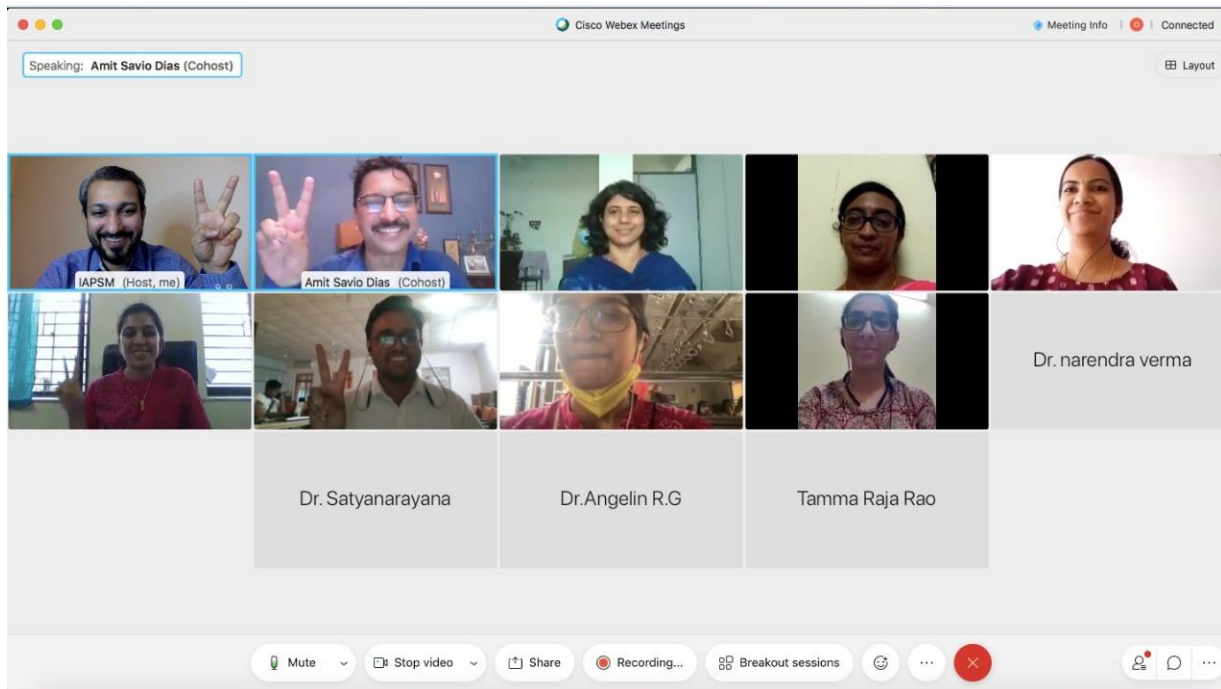 Cisco Webex Meetings
Meeting Info
Connected
Speaking: Amit Savio Dias (Cohost)
Layout
IAPSM (Host, me)
Amit Savio Dias (Cohost)
Dr. narendra verma
Dr. Satyanarayana
Dr.Angelin R.G
Tamma Raja Rao
Mute
Stop video
Share
Recording...
Breakout sessions